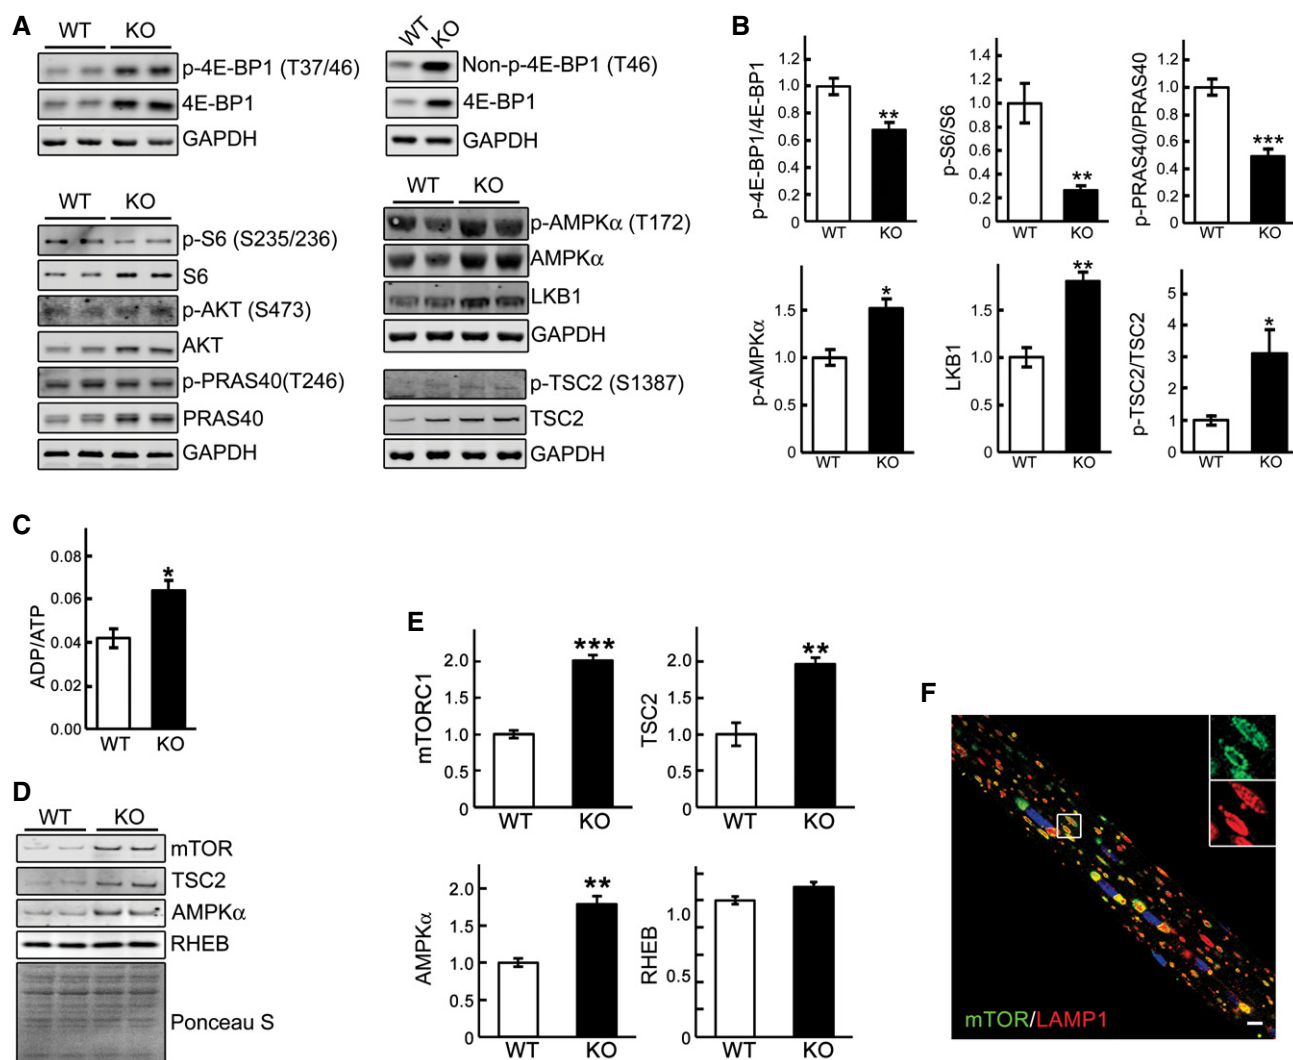 A
WT KO
p-4E-BP1 (T37/46)
4E-BP1
GAPDH
WT KO
Non-p-4E-BP1 (T46)
4E-BP1
GAPDH
WT KO
p-S6 (S235/236)
S6
p-AKT (S473)
AKT
p-PRAS40(T246)
PRAS40
GAPDH
WT KO
p-AMPKα (T172)
AMPKα
LKB1
GAPDH
p-TSC2 (S1387)
TSC2
GAPDH
B
p-4E-BP1/4E-BP1
1.2
1.0
0.8
0.6
0.4
0.2
0
**
WT KO
p-S6/S6
1.4
1.2
1.0
0.8
0.6
0.4
0.2
0
**
WT KO
p-PRAS40/PRAS40
1.2
1.0
0.8
0.6
0.4
0.2
0
***
WT KO
p-AMPKα
1.5
1.0
0.5
0
*
WT KO
LKB1
1.5
1.0
0.5
0
**
WT KO
p-TSC2/TSC2
5
4
3
2
1
0
*
WT KO
C
ADP/ATP
0.08
0.06
0.04
0.02
0.00
*
WT KO
D
WT KO
mTOR
TSC2
AMPKα
RHEB
Ponceau S
E
mTORC1
2.0
1.5
1.0
0.5
0
***
WT KO
TSC2
2.0
1.5
1.0
0.5
0
**
WT KO
AMPKα
2.0
1.5
1.0
0.5
0
**
WT KO
RHEB
1.0
0.5
0
WT KO
F
mTOR/LAMP1